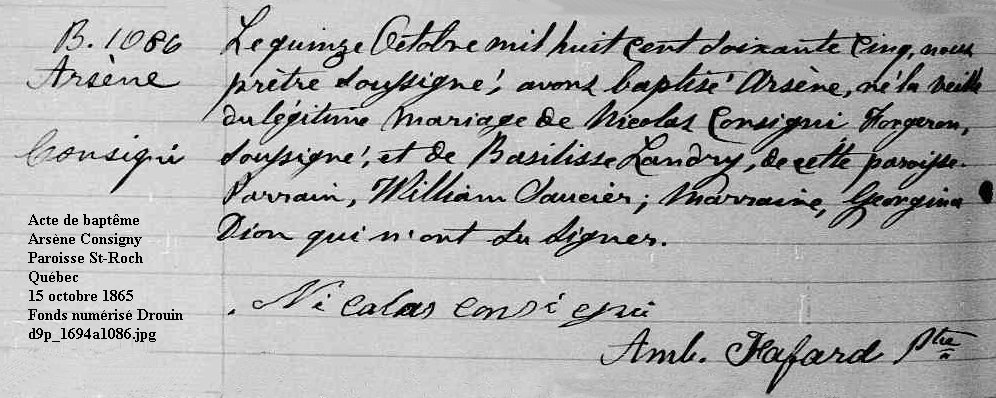 B. 1086
Arsène
Consigni
Le quinze Octobre mil huit cent soixante cinq, nous
prêtre soussigné, avons baptisé Arsène, né la veille
du légitime mariage de Nicolas Consigni Forgeron,
soussigné, et de Basilisse Landry, de cette paroisse.
Parrain, William Saucier; Marraine, Georgina
Dion qui n'ont su signer.
Nicalas consigni
Amb. Fafard Ptre
Acte de baptême
Arsène Consigny
Paroisse St-Roch
Québec
15 octobre 1865
Fonds numérisé Drouin
d9p_1694a1086.jpg